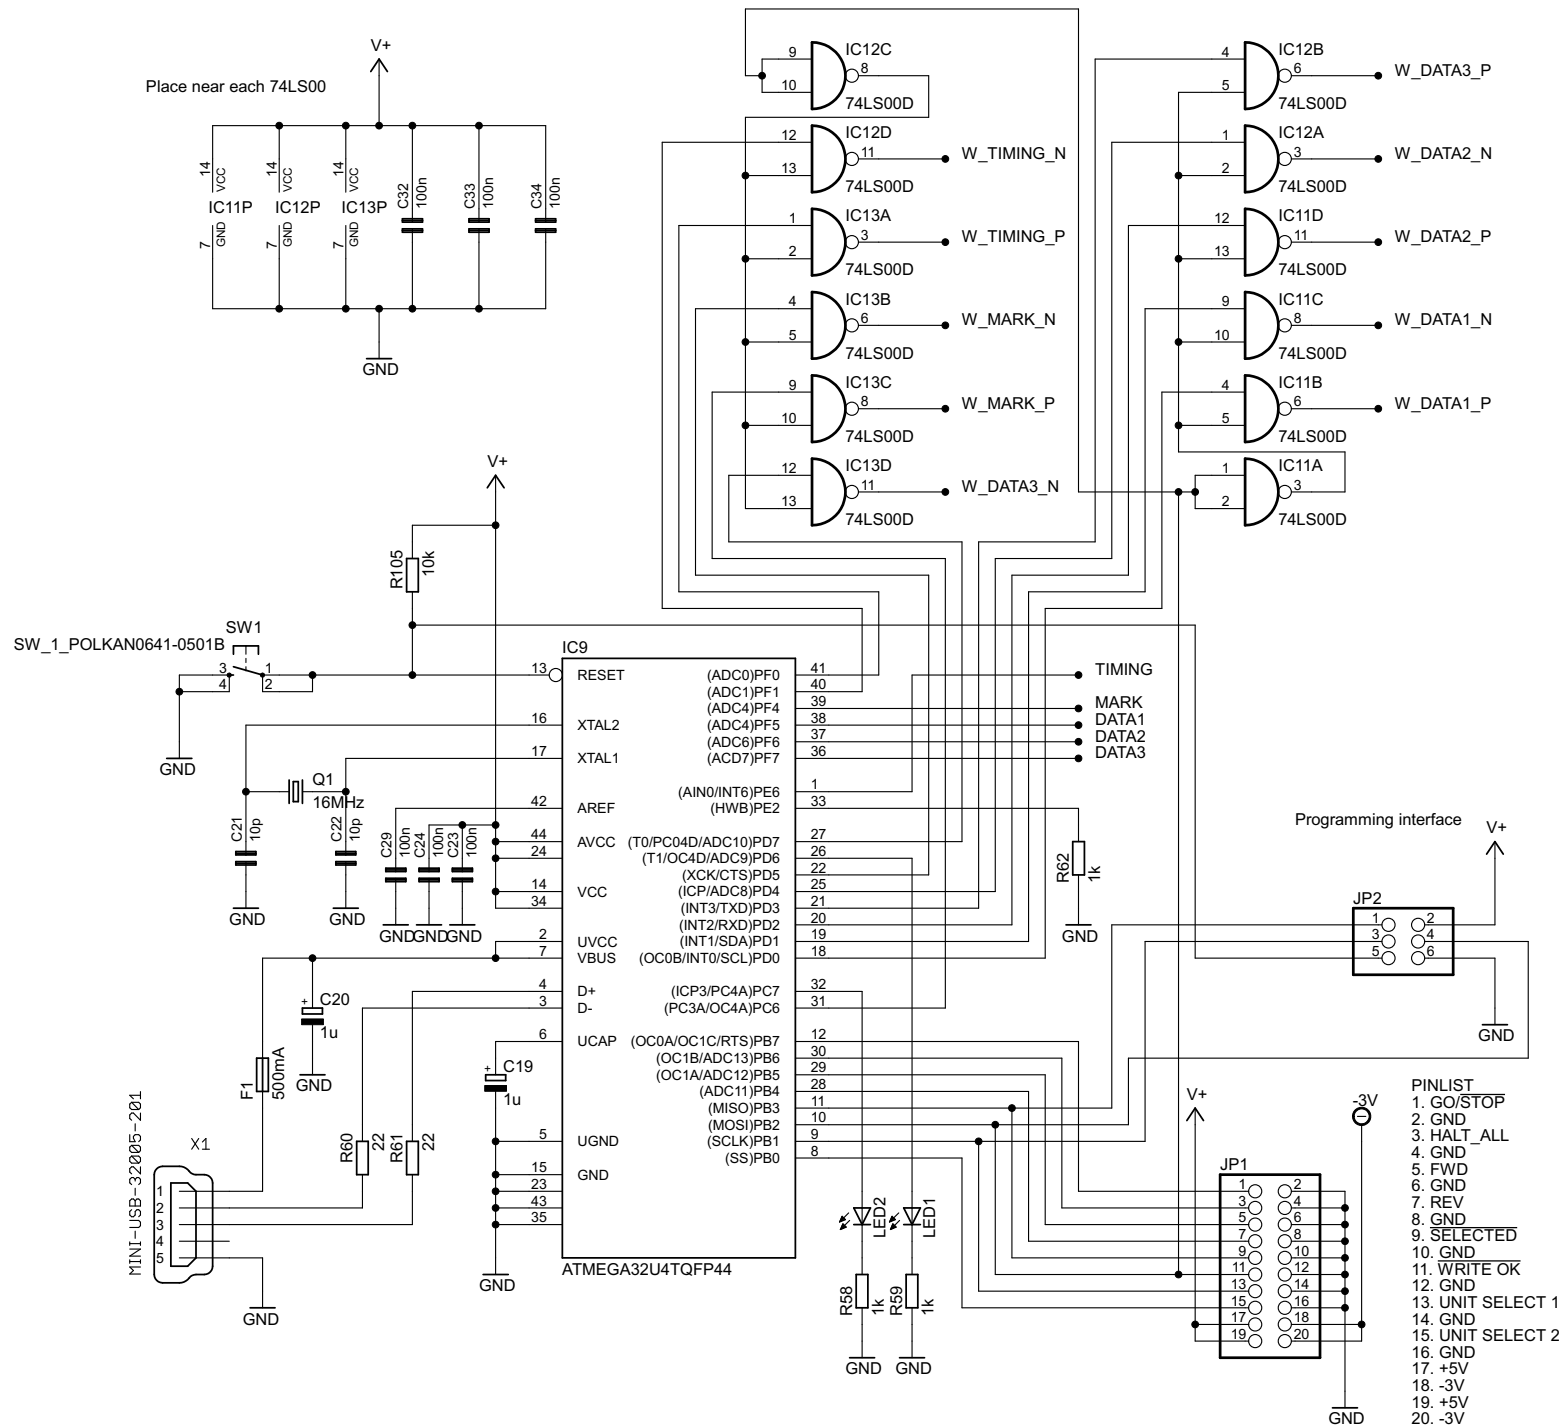 V+
Place near each 74LS00
14
VCC
IC11P
7
GND
14
VCC
IC12P
7
GND
14
VCC
IC13P
7
GND
C32
100n
C33
100n
C34
100n
GND
9
10
8
IC12C
74LS00D
12
13
11
IC12D
74LS00D
W_TIMING_N
1
2
3
IC13A
74LS00D
W_TIMING_P
4
5
6
IC13B
74LS00D
W_MARK_N
9
10
8
IC13C
74LS00D
W_MARK_P
12
13
11
IC13D
74LS00D
W_DATA3_N
4
5
6
IC12B
74LS00D
W_DATA3_P
1
2
3
IC12A
74LS00D
W_DATA2_N
12
13
11
IC11D
74LS00D
W_DATA2_P
9
10
8
IC11C
74LS00D
W_DATA1_N
4
5
6
IC11B
74LS00D
W_DATA1_P
1
2
3
IC11A
74LS00D
V+
R105
10k
SW1
SW_1_POLKAN0641-0501B
3
4
1
2
GND
Q1
16MHz
C21
10p
C22
10p
GND
GND
C29
100n
C24
100n
C23
100n
GND
GND
GND
C20
1u
+
GND
F1
500mA
R60
22
R61
22
C19
1u
+
GND
MINI-USB-32005-201
X1
1
2
3
4
5
GND
IC9
13 RESET
16 XTAL2
17 XTAL1
42 AREF
44 AVCC
24
14 VCC
34
2 UVCC
7 VBUS
4 D+
3 D-
6 UCAP
5 UGND
15 GND
23
43
35
(ADC0)PF0 41
(ADC1)PF1 40
(ADC4)PF4 39
(ADC4)PF5 38
(ADC6)PF6 37
(ACD7)PF7 36
(AIN0/INT6)PE6 1
(HWB)PE2 33
(T0/PC04D/ADC10)PD7 27
(T1/OC4D/ADC9)PD6 26
(XCK/CTS)PD5 22
(ICP/ADC8)PD4 25
(INT3/TXD)PD3 21
(INT2/RXD)PD2 20
(INT1/SDA)PD1 19
(OC0B/INT0/SCL)PD0 18
(ICP3/PC4A)PC7 32
(PC3A/OC4A)PC6 31
(OC0A/OC1C/RTS)PB7 12
(OC1B/ADC13)PB6 30
(OC1A/ADC12)PB5 29
(ADC11)PB4 28
(MISO)PB3 11
(MOSI)PB2 10
(SCLK)PB1 9
(SS)PB0 8
ATMEGA32U4TQFP44
TIMING
MARK
DATA1
DATA2
DATA3
R62
1k
GND
LED2
LED1
R58
1k
R59
1k
GND
GND
Programming interface
V+
JP2
1 2
3 4
5 6
GND
V+
-3V
JP1
1 2
3 4
5 6
7 8
9 10
11 12
13 14
15 16
17 18
19 20
GND
PINLIST
1. GO/STOP
2. GND
3. HALT_ALL
4. GND
5. FWD
6. GND
7. REV
8. GND
9. SELECTED
10. GND
11. WRITE OK
12. GND
13. UNIT SELECT 1
14. GND
15. UNIT SELECT 2
16. GND
17. +5V
18. -3V
19. +5V
20. -3V